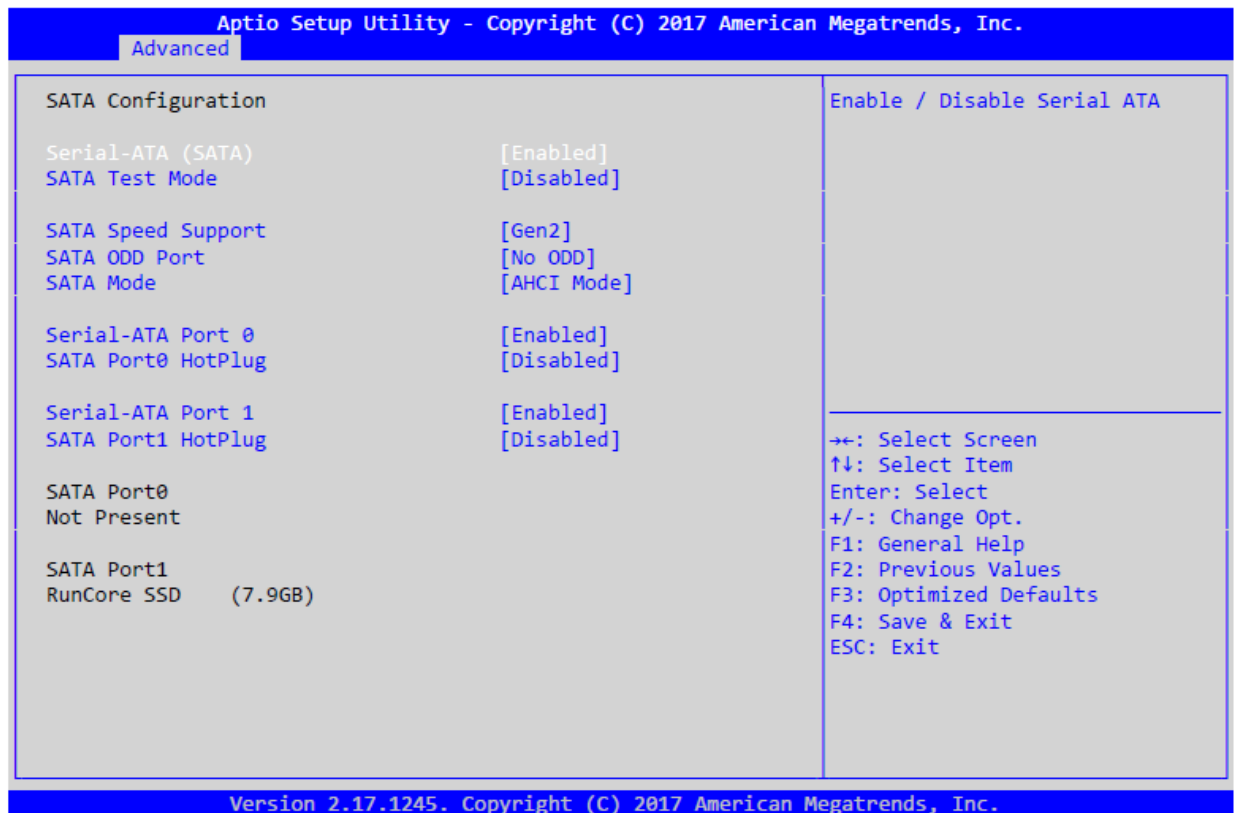 Aptio Setup Utility - Copyright (C) 2017 American Megatrends, Inc.
Advanced
SATA Configuration
Serial-ATA (SATA) [Enabled]
SATA Test Mode [Disabled]
SATA Speed Support [Gen2]
SATA ODD Port [No ODD]
SATA Mode [AHCI Mode]
Serial-ATA Port 0 [Enabled]
SATA Port0 HotPlug [Disabled]
Serial-ATA Port 1 [Enabled]
SATA Port1 HotPlug [Disabled]
SATA Port0
Not Present
SATA Port1
RunCore SSD (7.9GB)
Enable / Disable Serial ATA
→←: Select Screen
↑↓: Select Item
Enter: Select
+/-: Change Opt.
F1: General Help
F2: Previous Values
F3: Optimized Defaults
F4: Save & Exit
ESC: Exit
Version 2.17.1245. Copyright (C) 2017 American Megatrends, Inc.